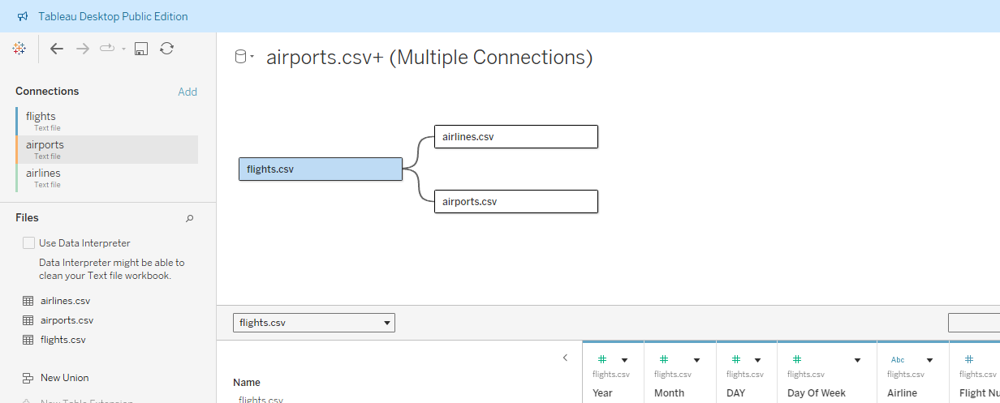 Tableau Desktop Public Edition
airports.csv+ (Multiple Connections)
Connections
Add
flights
Text file
airports
Text file
airlines
Text file
airlines.csv
flights.csv
airports.csv
Files
Use Data Interpreter
Data Interpreter might be able to
clean your Text file workbook.
airlines.csv
airports.csv
flights.csv
New Union
New Table Extension
flights.csv
Name
flights.csv
flights.csv
Year
flights.csv
Month
flights.csv
DAY
flights.csv
Day Of Week
Abc
flights.csv
Airline
flights.csv
Flight Nu